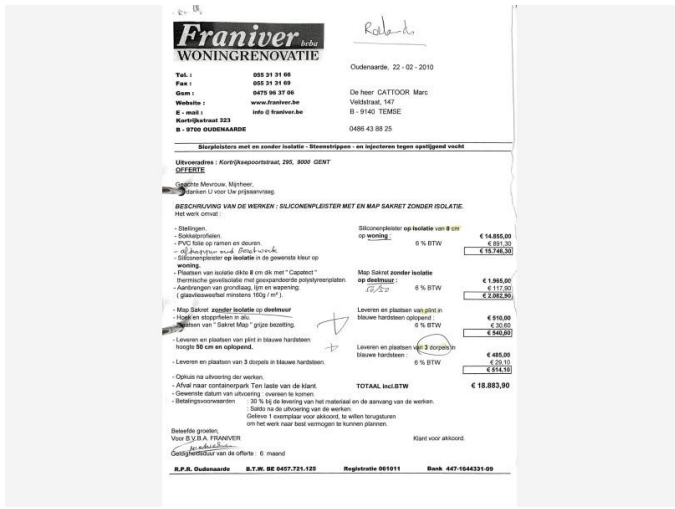 Franiver bvba
WONINGRENOVATIE
Tel. : 055 31 31 66
Fax : 055 31 31 69
Gsm : 0475 96 37 06
Website : www.franiver.be
E - mail : info @ franiver.be
Kortrijkstraat 323
B - 9700 OUDENAARDE
Oudenaarde, 22 - 02 - 2010
De heer CATTOOR Marc
Veldstraat, 147
B - 9140 TEMSE
0486 43 88 25
Sierpleisters met en zonder isolatie - Steenstrippen - en injecteren tegen opstijgend vocht
Uitvoeradres : Kortrijksepoortstraat, 295, 9000 GENT
OFFERTE
Geachte Mevrouw, Mijnheer,
danken U voor Uw prijsaanvraag.
BESCHRIJVING VAN DE WERKEN : SILICONENPLEISTER MET EN MAP SAKRET ZONDER ISOLATIE.
Het werk omvat :
- Stellingen.
- Sokkelprofielen.
- PVC folie op ramen en deuren.
- Siliconenpleister op isolatie in de gewenste kleur op
woning.
- Plaatsen van isolatie dikte 8 cm dik met " Capatect "
thermische gevelisolatie met geexpandeerde polystyreenplaten.
- Aanbrengen van grondlaag, lijm en wapening:
( glasvliesweefsel minstens 160g / m² ).
Siliconenpleister op isolatie van 8 cm
op woning : € 14.855,00
6 % BTW € 891,30
€ 15.746,30
Map Sakret zonder isolatie
op deelmuur : € 1.965,00
50/50 6 % BTW € 117,90
€ 2.082,90
- Map Sakret zonder isolatie op deelmuur
- Hoek en stopprfielen in alu.
plaatsen van " Sakret Map " grijze bezetting.
- Leveren en plaatsen van plint in blauwe hardsteen
hoogte 50 cm en oplopend.
- Leveren en plaatsen van 3 dorpels in blauwe hardsteen.
Leveren en plaatsen van plint in
blauwe hardsteen oplopend : € 510,00
6 % BTW € 30,60
€ 540,60
Leveren en plaatsen van 3 dorpels in
blauwe hardsteen : € 485,00
6 % BTW € 29,10
€ 514,10
- Opkuis na uitvoering der werken.
- Afval naar containerpark Ten laste van de klant.
TOTAAL incl.BTW € 18.883,90
- Gewenste datum van uitvoering : overeen te komen.
- Betalingsvoorwaarden : 30 % bij de levering van het materiaal en de aanvang van de werken.
: Saldo na de uitvoering van de werken.
Gelieve 1 exemplaar voor akkoord, te willen terugsturen
om het werk naar best vermogen te kunnen plannen.
Beleefde groeten,
Voor B.V.B.A. FRANIVER
Klant voor akkoord.
Geldigheidsduur van de offerte : 6 maand
R.P.R. Oudenaarde B.T.W. BE 0457.721.125 Registratie 061011 Bank 447-1644331-09